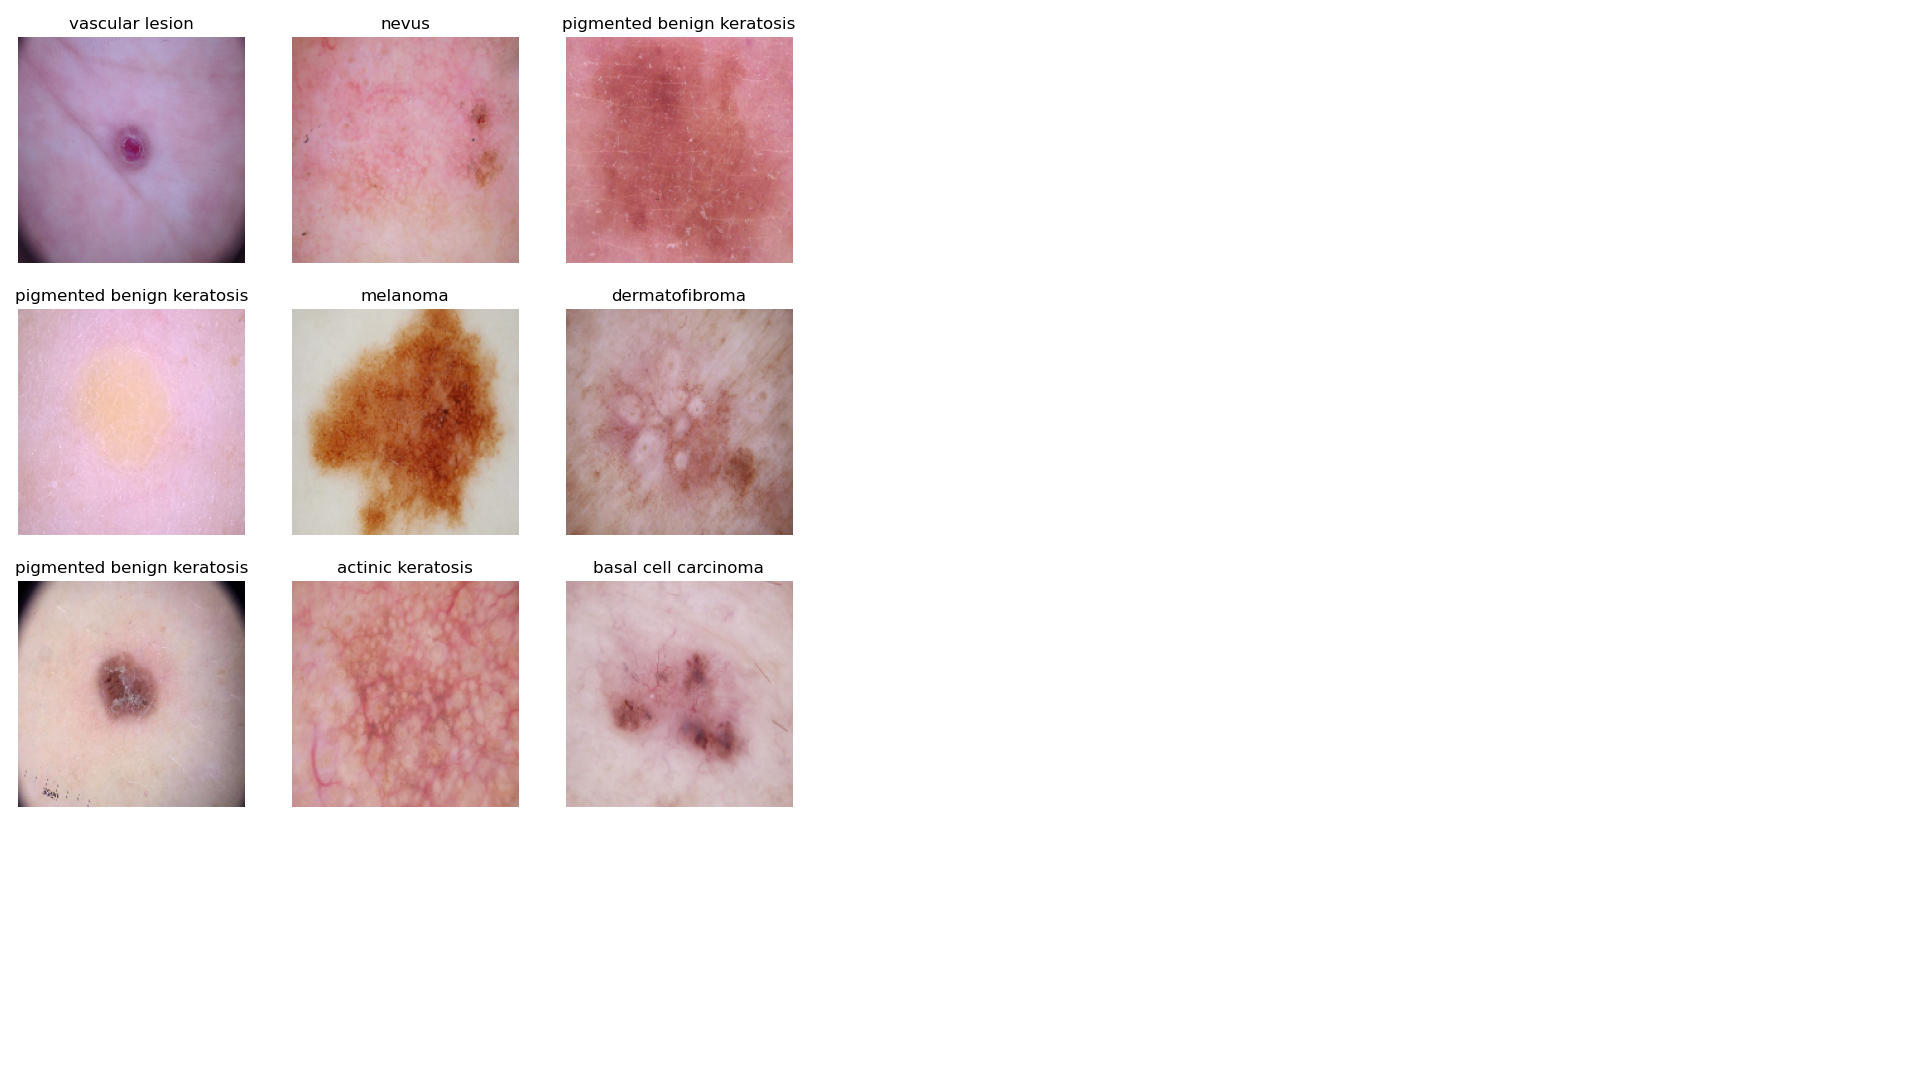 vascular lesion
nevus
pigmented benign keratosis
pigmented benign keratosis
melanoma
dermatofibroma
pigmented benign keratosis
actinic keratosis
basal cell carcinoma